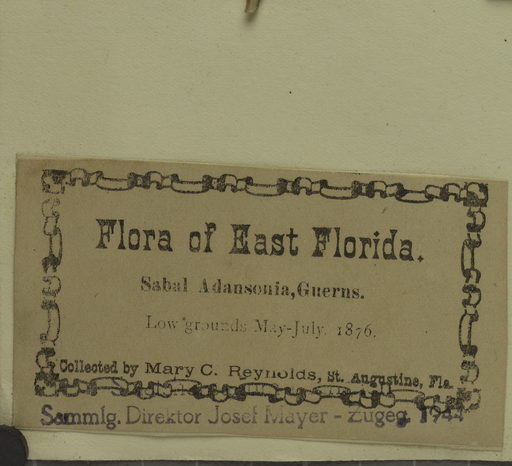 Flora of East Florida.
Sabal Adansonia, Guerns.
Low grounds May-July, 1876.
Collected by Mary C. Reynolds, St. Augustine, Fla.
Sammlg. Direktor Josef Mayer - Zugeg. 1944